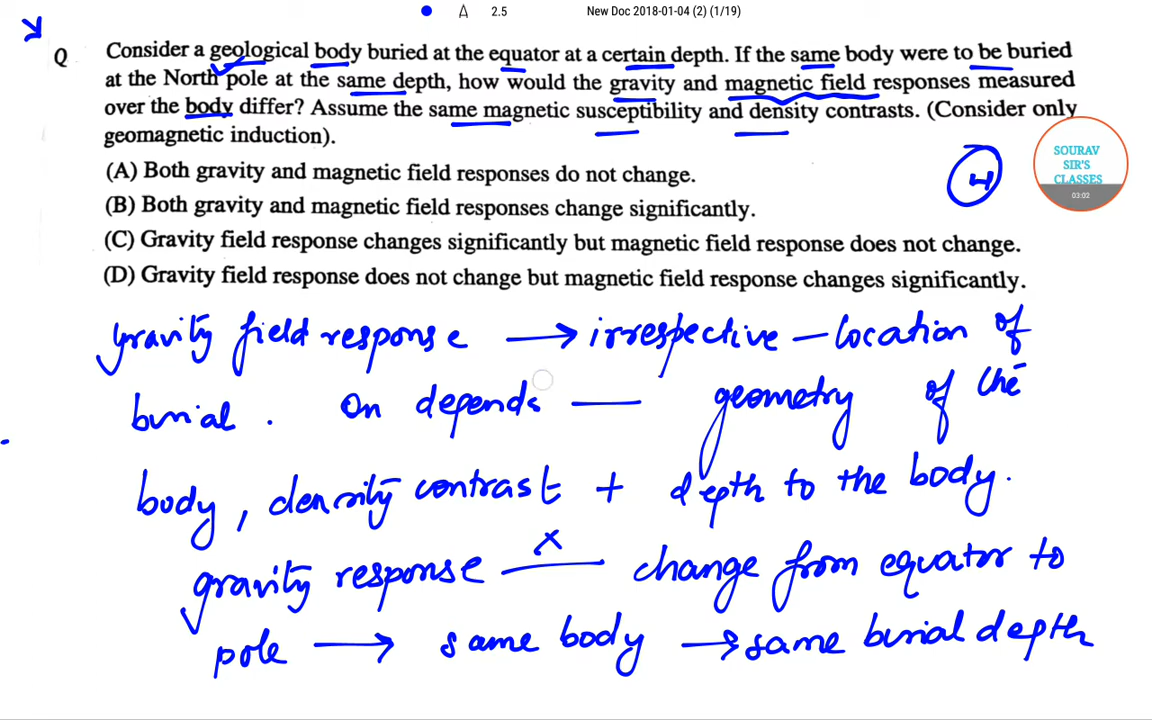 A 2.5 New Doc 2018-01-04 (2) (1/19)
Q Consider a geological body buried at the equator at a certain depth. If the same body were to be buried
at the North pole at the same depth, how would the gravity and magnetic field responses measured
over the body differ? Assume the same magnetic susceptibility and density contrasts. (Consider only
geomagnetic induction).
(A) Both gravity and magnetic field responses do not change.
(B) Both gravity and magnetic field responses change significantly.
(C) Gravity field response changes significantly but magnetic field response does not change.
(D) Gravity field response does not change but magnetic field response changes significantly.
SOURAV
SIR'S
CLASSES
03:02
gravity field response → irrespective – location of
burial. On depends — geometry of the
body, density contrast + depth to the body.
gravity response x change from equator to
pole → same body → same burial depth